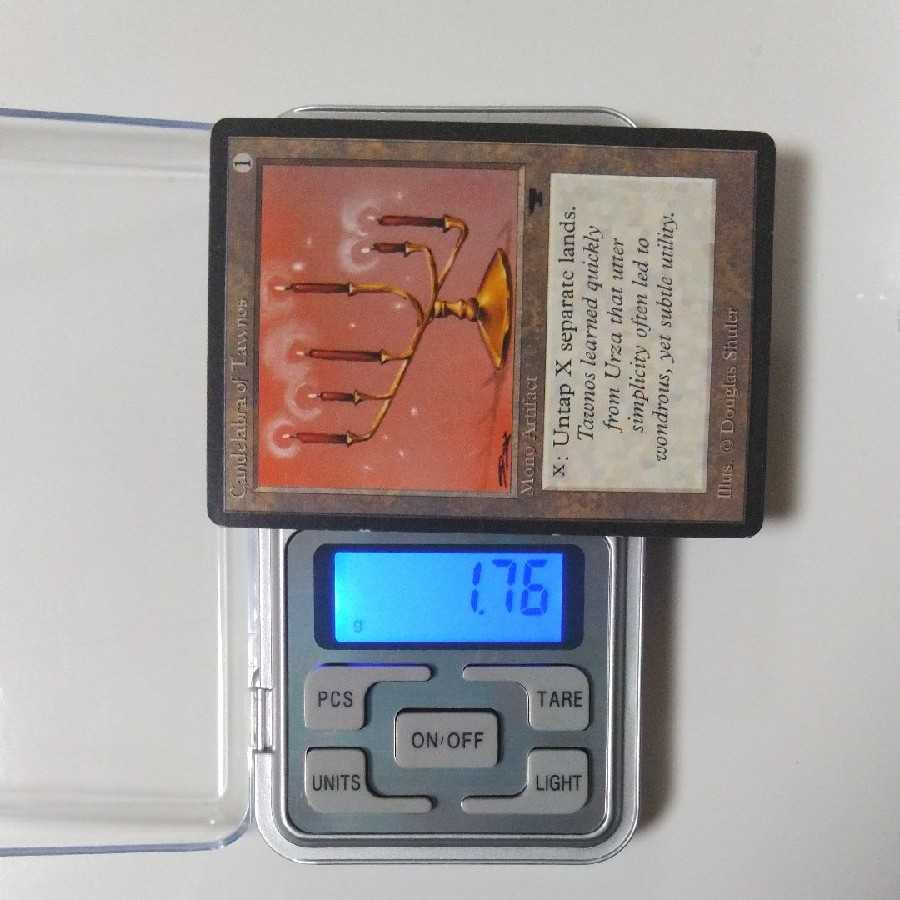 Candelabra of Tawnos
1
Mono Artifact
X: Untap X separate lands.
Tawnos learned quickly
from Urza that utter
simplicity often led to
wondrous, yet subtle utility.
Illus. © Douglas Shuler
1.76
g
PCS
TARE
ON/OFF
UNITS
LIGHT